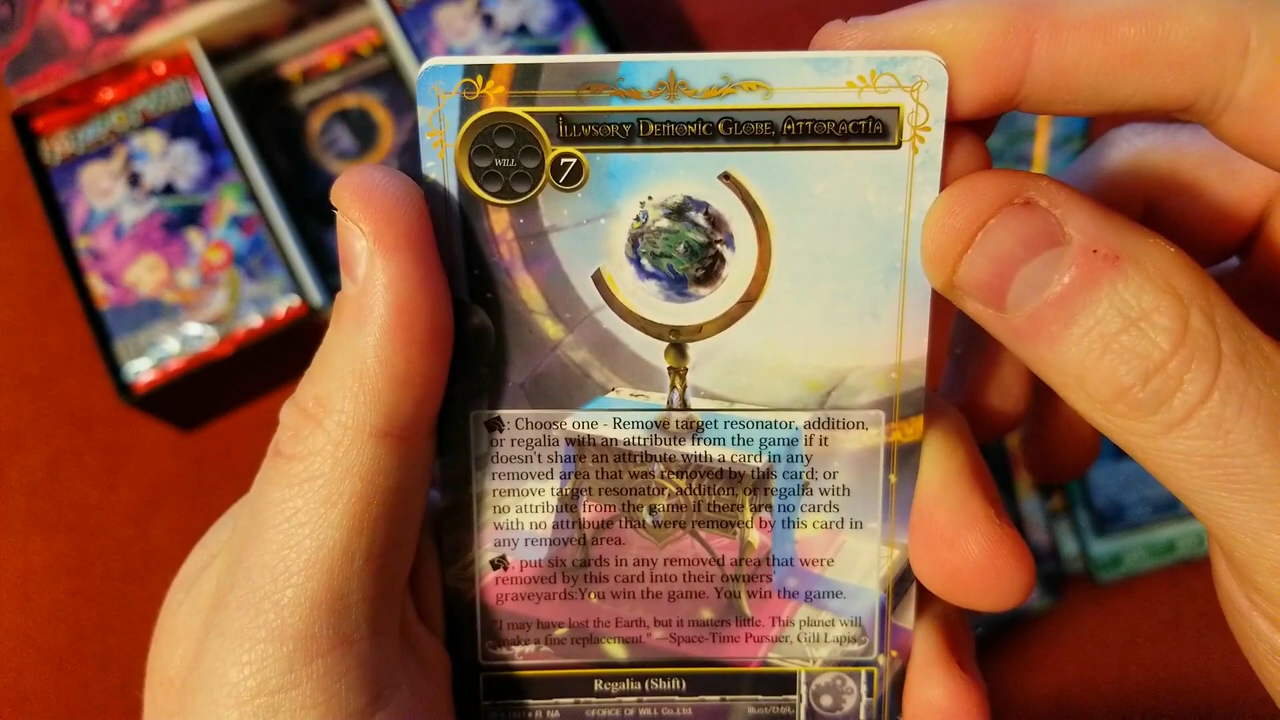 Illusory Demonic Globe, Attoractia
WILL
7
: Choose one - Remove target resonator, addition,
or regalia with an attribute from the game if it
doesn't share an attribute with a card in any
removed area that was removed by this card; or
remove target resonator, addition, or regalia with
no attribute from the game if there are no cards
with no attribute that were removed by this card in
any removed area.
, put six cards in any removed area that were
removed by this card into their owners'
graveyards:You win the game. You win the game.
"I may have lost the Earth, but it matters little. This planet will
make a fine replacement." —Space-Time Pursuer, Gill Lapis
Regalia (Shift)
R NA ©FORCE OF WILL Co.,Ltd. Illust/